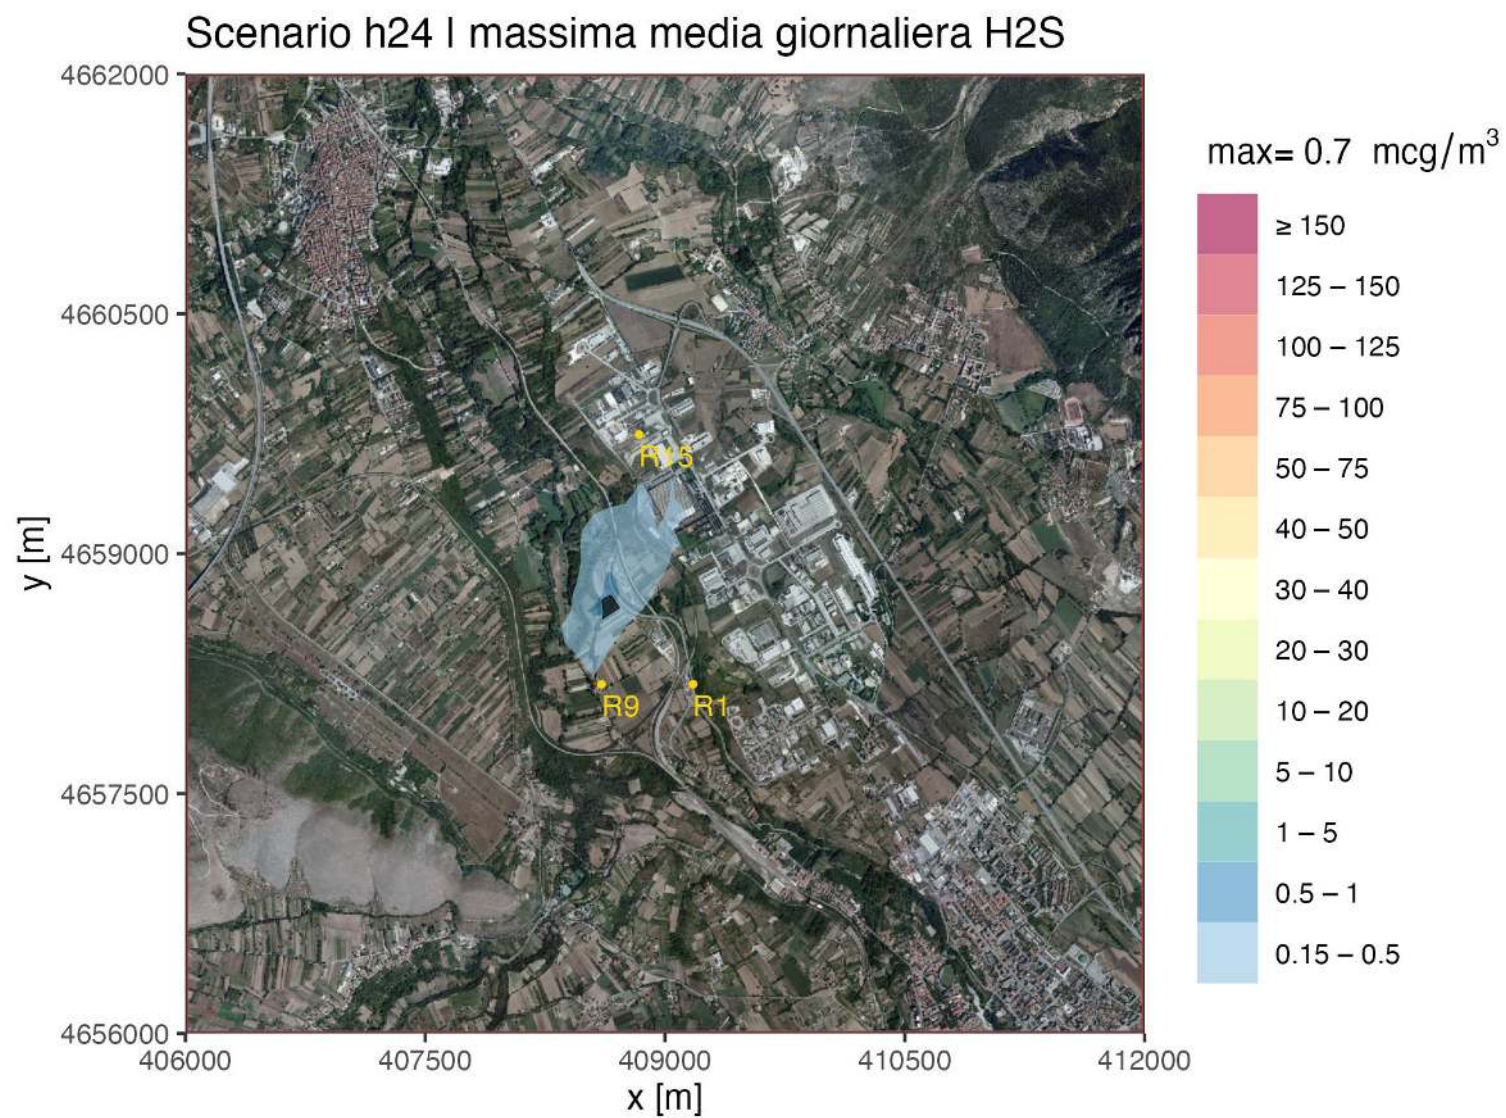 Scenario h24 | massima media giornaliera H2S
4662000
4660500
4659000
4657500
4656000
y [m]
406000
407500
409000
410500
412000
x [m]
R15
R9
R1
max= 0.7 mcg/m³
≥ 150
125 – 150
100 – 125
75 – 100
50 – 75
40 – 50
30 – 40
20 – 30
10 – 20
5 – 10
1 – 5
0.5 – 1
0.15 – 0.5